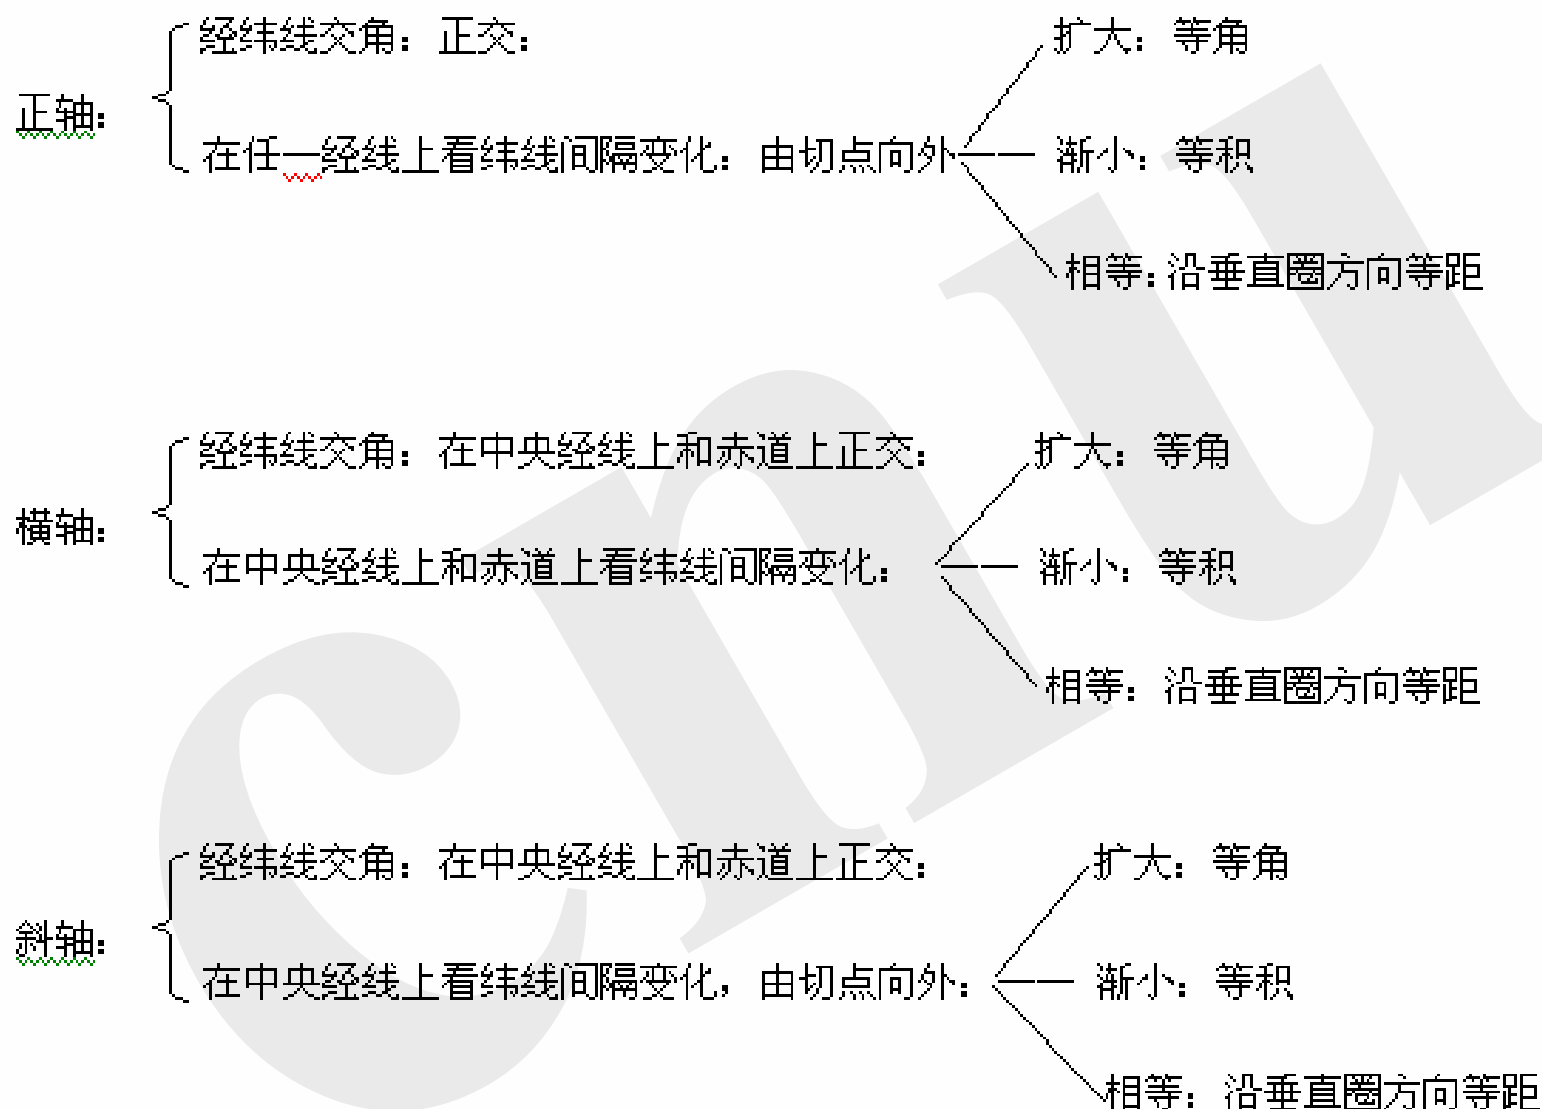 经纬线交角：正交：
扩大：等角
正轴：
在任一经线上看纬线间隔变化：由切点向外
渐小：等积
相等：沿垂直圈方向等距
经纬线交角：在中央经线上和赤道上正交：
扩大：等角
横轴：
在中央经线上和赤道上看纬线间隔变化：
渐小：等积
相等：沿垂直圈方向等距
经纬线交角：在中央经线上和赤道上正交：
扩大：等角
斜轴：
在中央经线上看纬线间隔变化，由切点向外：
渐小：等积
相等：沿垂直圈方向等距
cnu